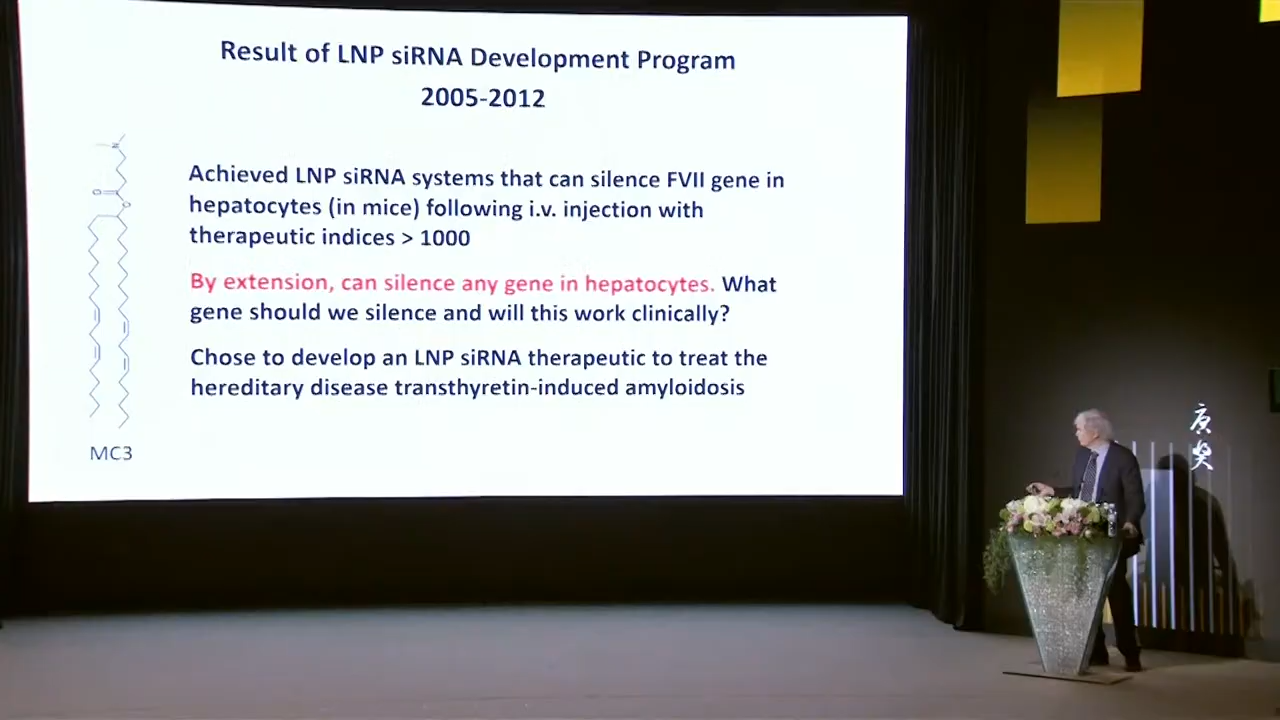 Result of LNP siRNA Development Program
2005-2012
Achieved LNP siRNA systems that can silence FVII gene in
hepatocytes (in mice) following i.v. injection with
therapeutic indices > 1000
By extension, can silence any gene in hepatocytes. What
gene should we silence and will this work clinically?
Chose to develop an LNP siRNA therapeutic to treat the
hereditary disease transthyretin-induced amyloidosis
MC3